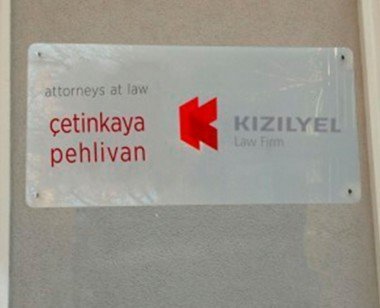 attorneys at law
çetinkaya
pehlivan
KIZILYEL
Law Firm